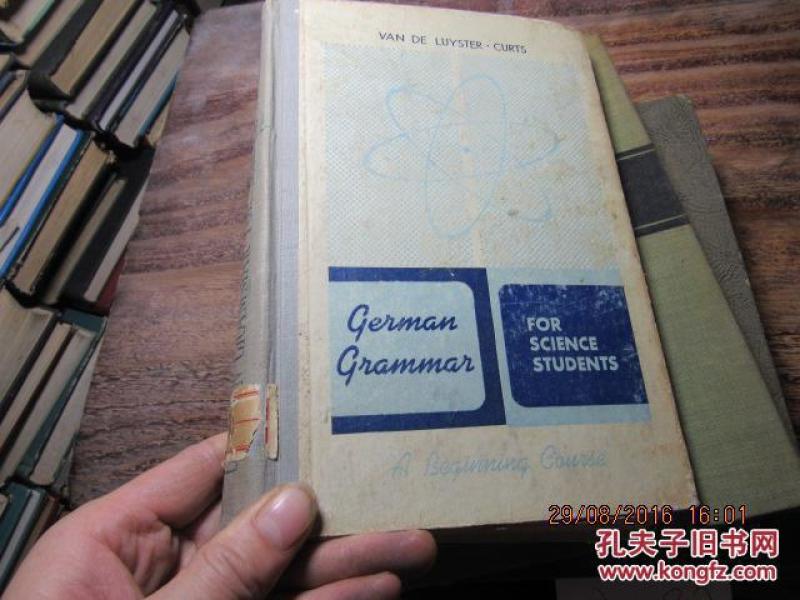 VAN DE LUYSTER · CURTS
German
Grammar
FOR
SCIENCE
STUDENTS
A Beginning Course
29/08/2016 16:01
孔夫子旧书网
www.kongfz.com